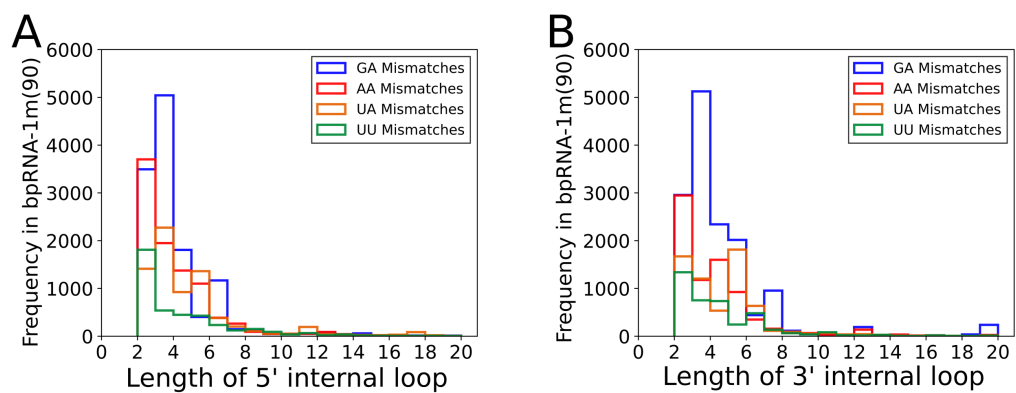 A
Frequency in bpRNA-1m(90)
6000
5000
4000
3000
2000
1000
0
GA Mismatches
AA Mismatches
UA Mismatches
UU Mismatches
0 2 4 6 8 10 12 14 16 18 20
Length of 5' internal loop
B
Frequency in bpRNA-1m(90)
6000
5000
4000
3000
2000
1000
0
GA Mismatches
AA Mismatches
UA Mismatches
UU Mismatches
0 2 4 6 8 10 12 14 16 18 20
Length of 3' internal loop